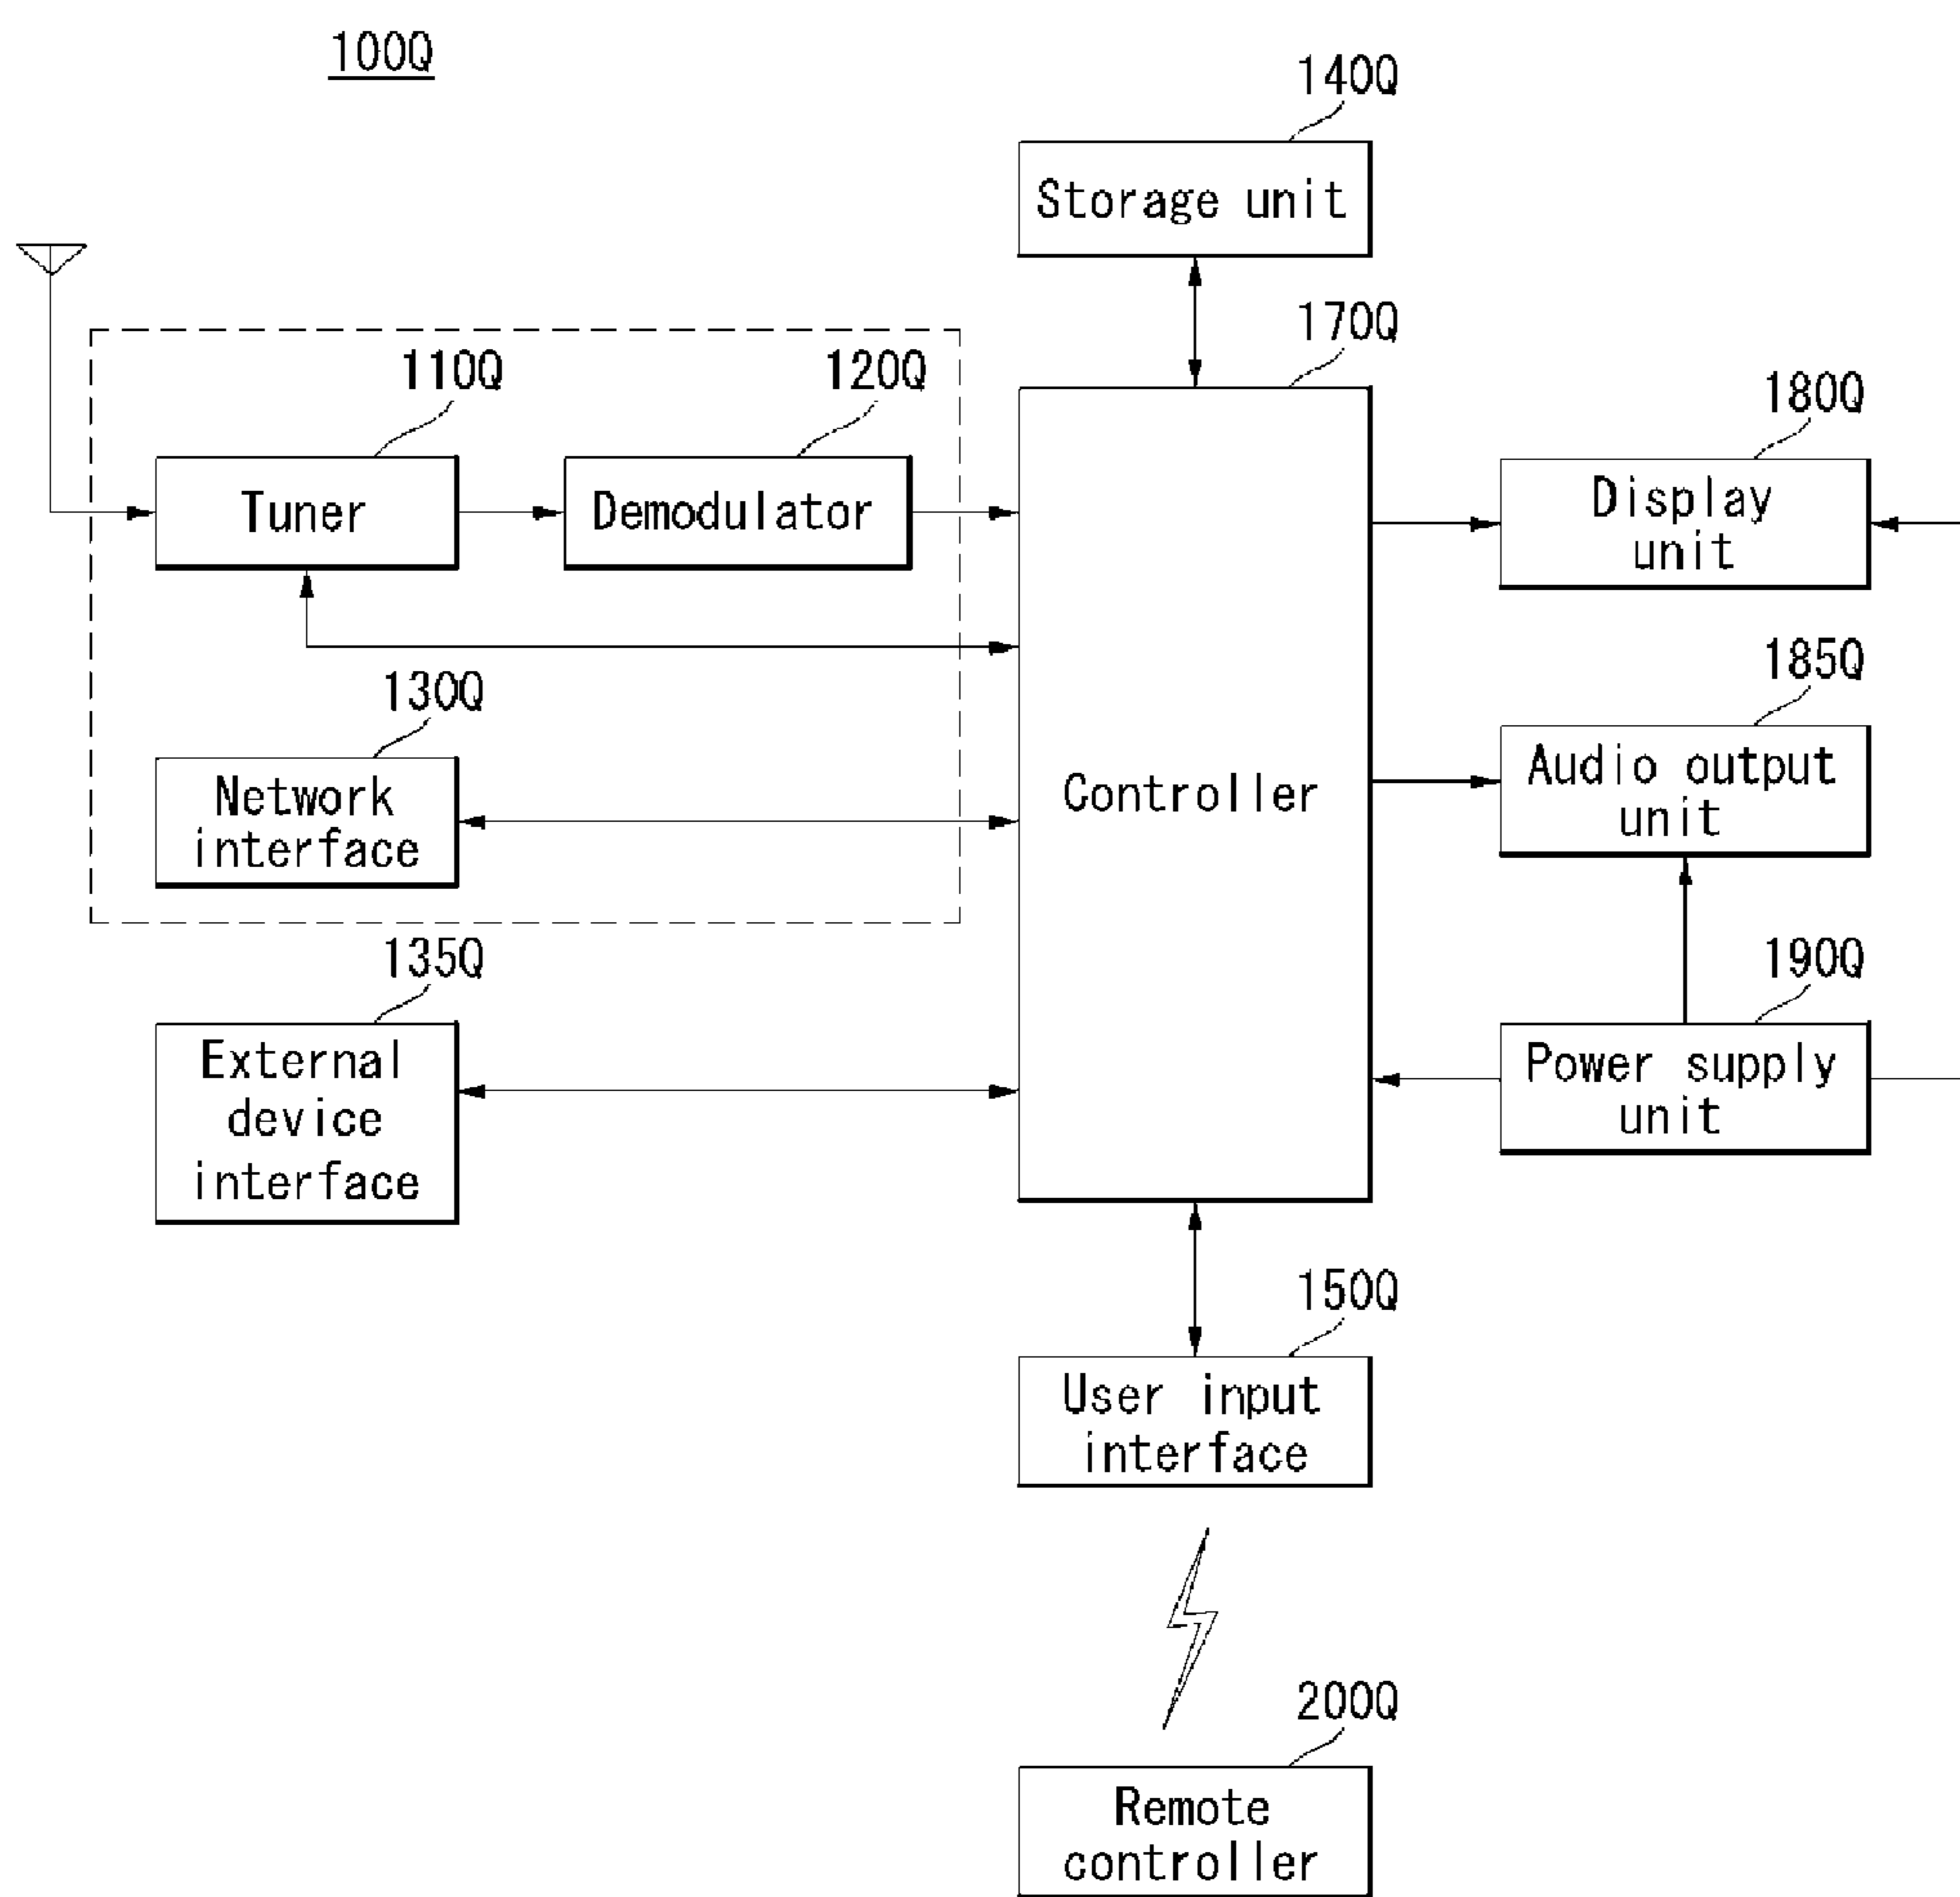 100Q
140Q
Storage unit
170Q
110Q
120Q
180Q
Tuner
Demodulator
Display
unit
130Q
185Q
Network
interface
Controller
Audio output
unit
135Q
190Q
External
device
interface
Power supply
unit
150Q
User input
interface
200Q
Remote
controller